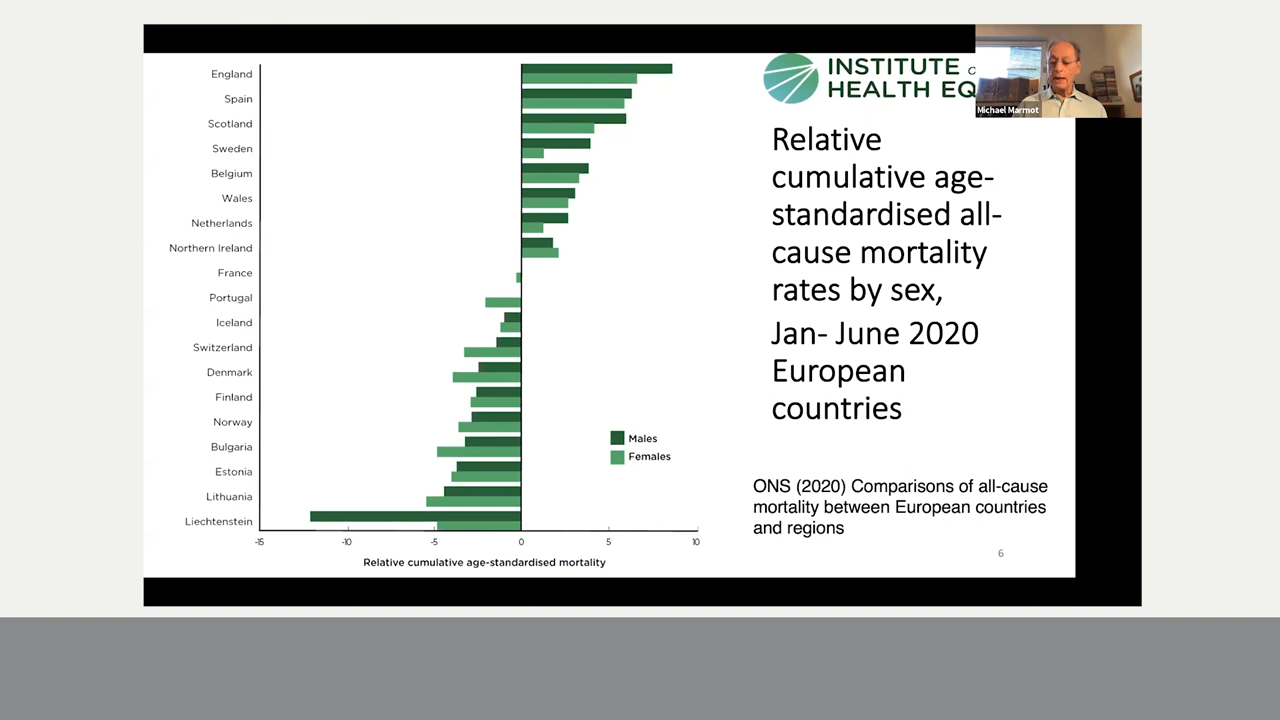 England
Spain
Scotland
Sweden
Belgium
Wales
Netherlands
Northern Ireland
France
Portugal
Iceland
Switzerland
Denmark
Finland
Norway
Bulgaria
Estonia
Lithuania
Liechtenstein
-15 -10 -5 0 5 10
Relative cumulative age-standardised mortality
Males
Females
INSTITUTE
HEALTH EQ
Michael Marmot
Relative
cumulative age-
standardised all-
cause mortality
rates by sex,
Jan- June 2020
European
countries
ONS (2020) Comparisons of all-cause
mortality between European countries
and regions
6